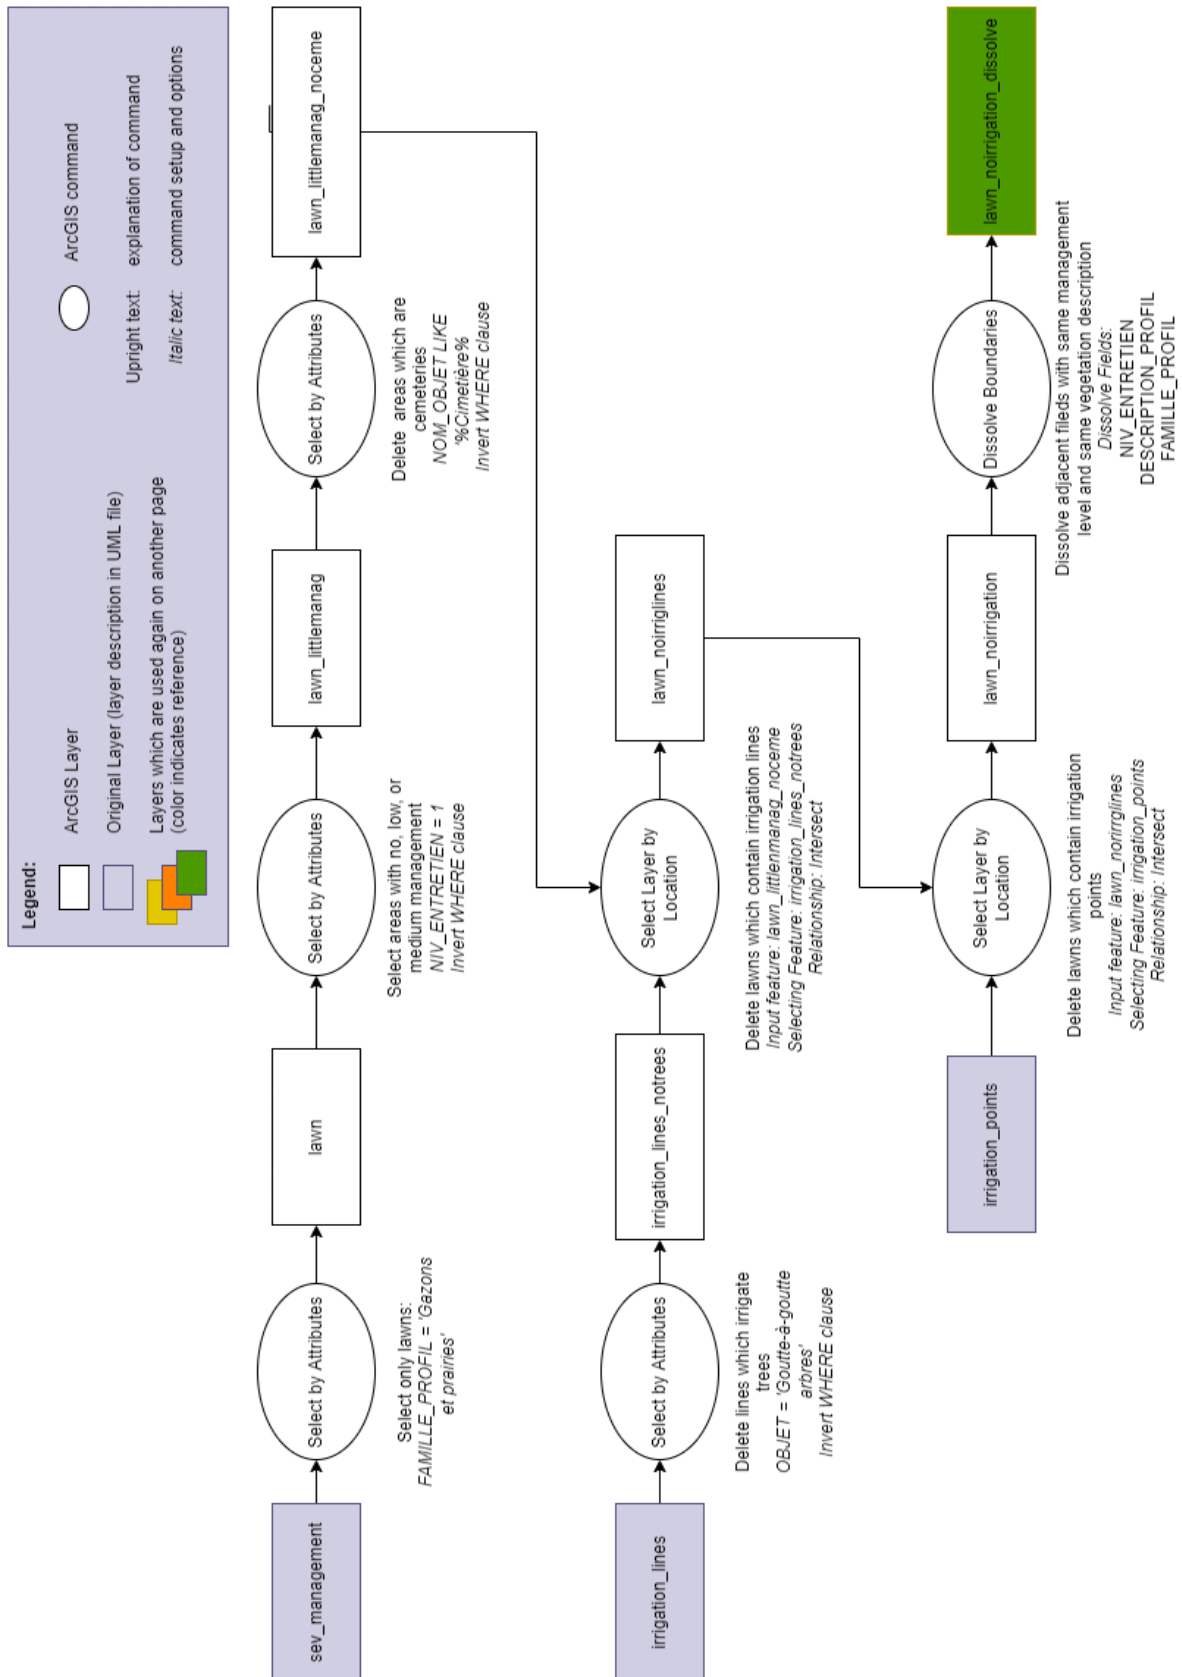 Legend:
ArcGIS Layer
Original Layer (layer description in UML file)
Layers which are used again on another page
(color indicates reference)
ArcGIS command
Upright text: explanation of command
Italic text: command setup and options
sev_management
Select by Attributes
Select only lawns:
FAMILLE_PROFIL = 'Gazons
et prairies'
lawn
Select by Attributes
Select areas with no, low, or
medium management
NIV_ENTRETIEN = 1
Invert WHERE clause
lawn_littlemanag
Select by Attributes
Delete areas which are
cemeteries
NOM_OBJET LIKE
'%Cimetière%
Invert WHERE clause
lawn_littlemanag_noceme
irrigation_lines
Select by Attributes
Delete lines which irrigate
trees
OBJET = 'Goutte-à-goutte
arbres'
Invert WHERE clause
irrigation_lines_notrees
Select Layer by
Location
Delete lawns which contain irrigation lines
Input feature: lawn_littlenmanag_noceme
Selecting Feature: irrigation_lines_notrees
Relationship: Intersect
lawn_noirriglines
irrigation_points
Select Layer by
Location
Delete lawns which contain irrigation
points
Input feature: lawn_norirrglines
Selecting Feature: irrigation_points
Relationship: Intersect
lawn_noirrigation
Dissolve Boundaries
Dissolve adjacent fileds with same management
level and same vegetation description
Dissolve Fields:
NIV_ENTRETIEN
DESCRIPTION_PROFIL
FAMILLE_PROFIL
lawn_noirrigation_dissolve